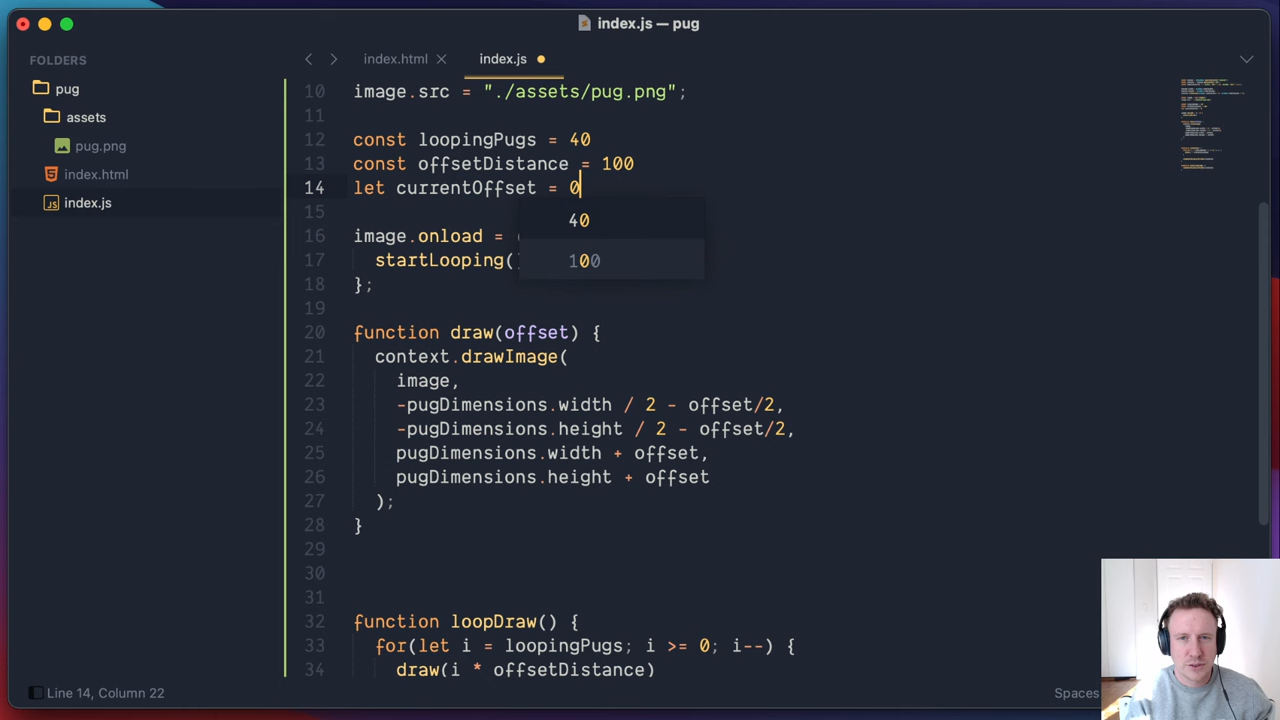 index.js — pug
FOLDERS
pug
assets
pug.png
index.html
index.js
index.html
index.js
10 image.src = "./assets/pug.png";
11
12 const loopingPugs = 40
13 const offsetDistance = 100
14 let currentOffset = 0
40
100
15
16 image.onload =
17 startLooping()
18 };
19
20 function draw(offset) {
21 context.drawImage(
22 image,
23 -pugDimensions.width / 2 - offset/2,
24 -pugDimensions.height / 2 - offset/2,
25 pugDimensions.width + offset,
26 pugDimensions.height + offset
27 );
28 }
29
30
31
32 function loopDraw() {
33 for(let i = loopingPugs; i >= 0; i--) {
34 draw(i * offsetDistance)
Line 14, Column 22
Spaces